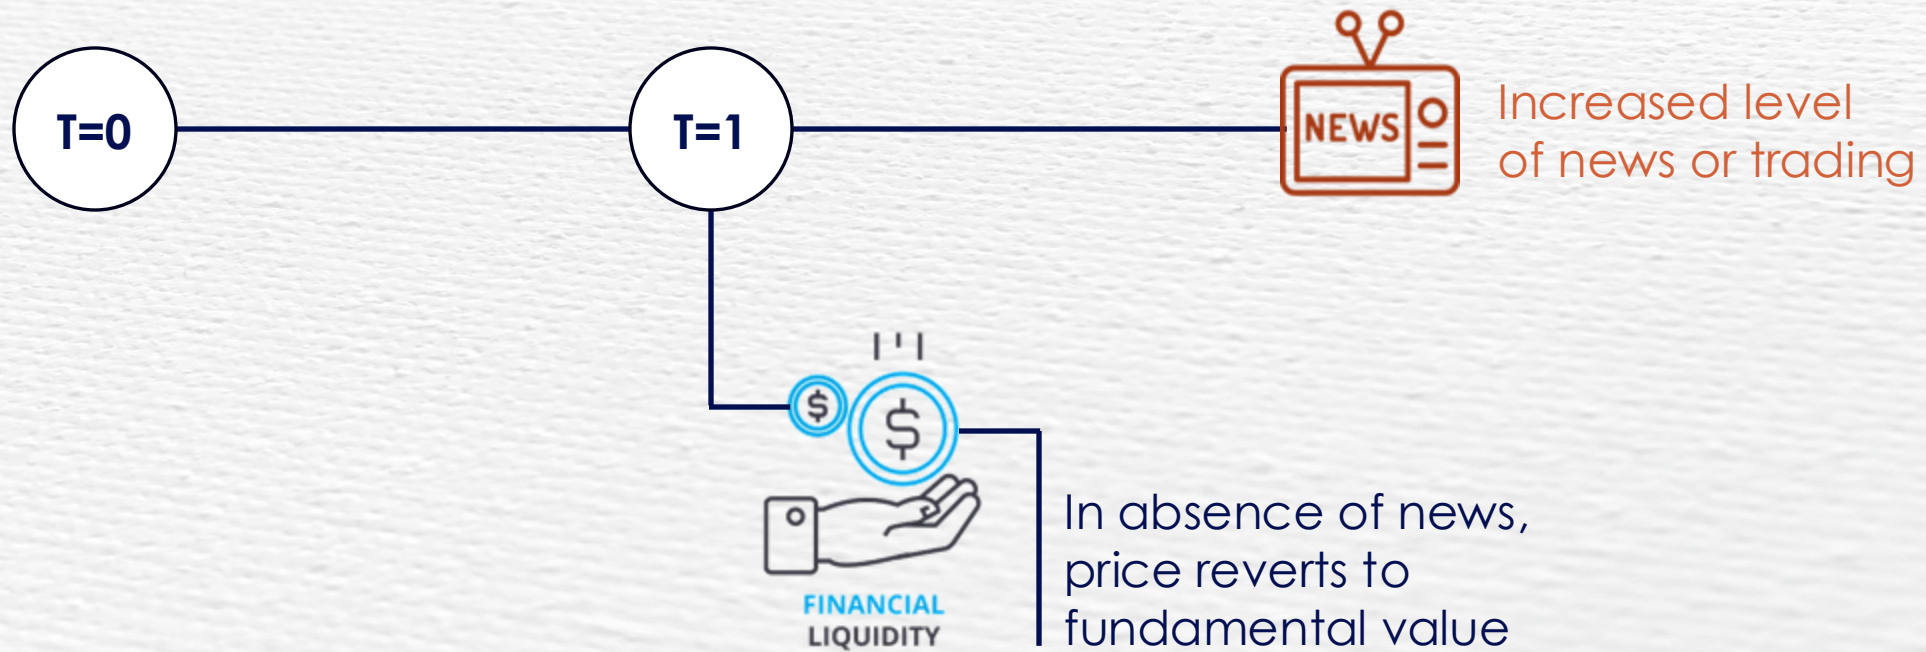 T=0
T=1
NEWS
Increased level
of news or trading
$
$
FINANCIAL
LIQUIDITY
In absence of news,
price reverts to
fundamental value